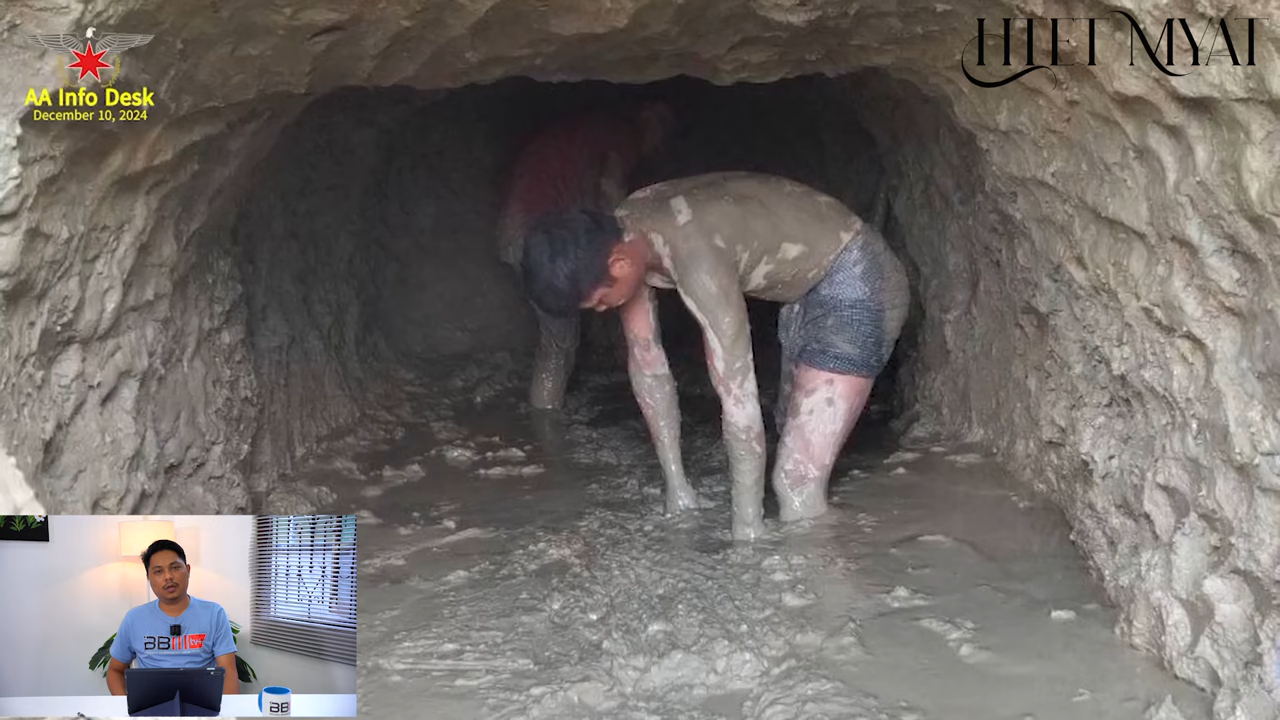 AA Info Desk
December 10, 2024
HTET MYAT
BB
BB